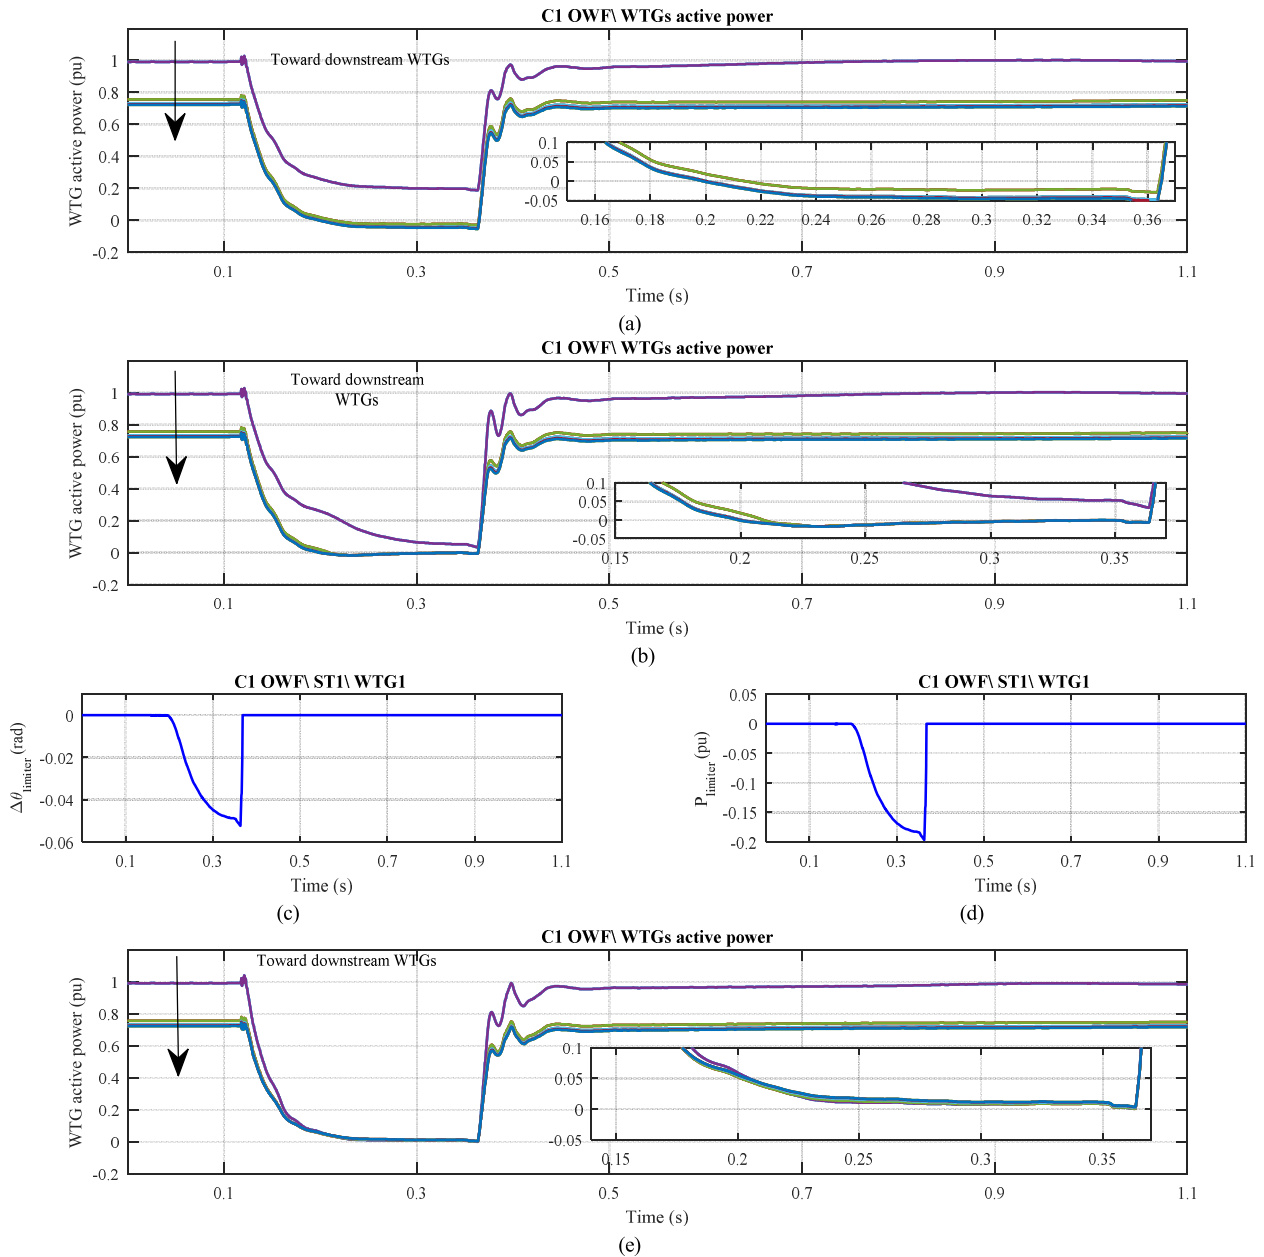 C1 OWF\ WTGs active power
WTG active power (pu)
Toward downstream WTGs
1
0.8
0.6
0.4
0.2
0
-0.2
0.1
0.05
0
-0.05
0.16 0.18 0.2 0.22 0.24 0.26 0.28 0.3 0.32 0.34 0.36
0.1 0.3 0.5 0.7 0.9 1.1
Time (s)
(a)
C1 OWF\ WTGs active power
WTG active power (pu)
Toward downstream
WTGs
1
0.8
0.6
0.4
0.2
0
-0.2
0.1
0.05
0
-0.05
0.15 0.2 0.25 0.3 0.35
0.1 0.3 0.5 0.7 0.9 1.1
Time (s)
(b)
C1 OWF\ ST1\ WTG1
Δθlimiter (rad)
0
-0.02
-0.04
-0.06
0.1 0.3 0.5 0.7 0.9 1.1
Time (s)
(c)
C1 OWF\ ST1\ WTG1
Plimiter (pu)
0.05
0
-0.05
-0.1
-0.15
-0.2
0.1 0.3 0.5 0.7 0.9 1.1
Time (s)
(d)
C1 OWF\ WTGs active power
WTG active power (pu)
Toward downstream WTGs
1
0.8
0.6
0.4
0.2
0
-0.2
0.1
0.05
0
-0.05
0.15 0.2 0.25 0.3 0.35
0.1 0.3 0.5 0.7 0.9 1.1
Time (s)
(e)